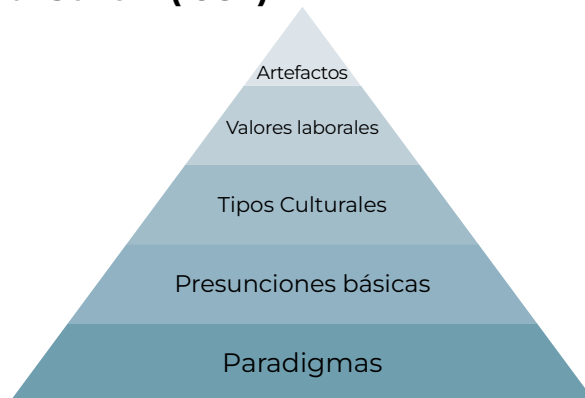 Artefactos
Valores laborales
Tipos Culturales
Presunciones básicas
Paradigmas